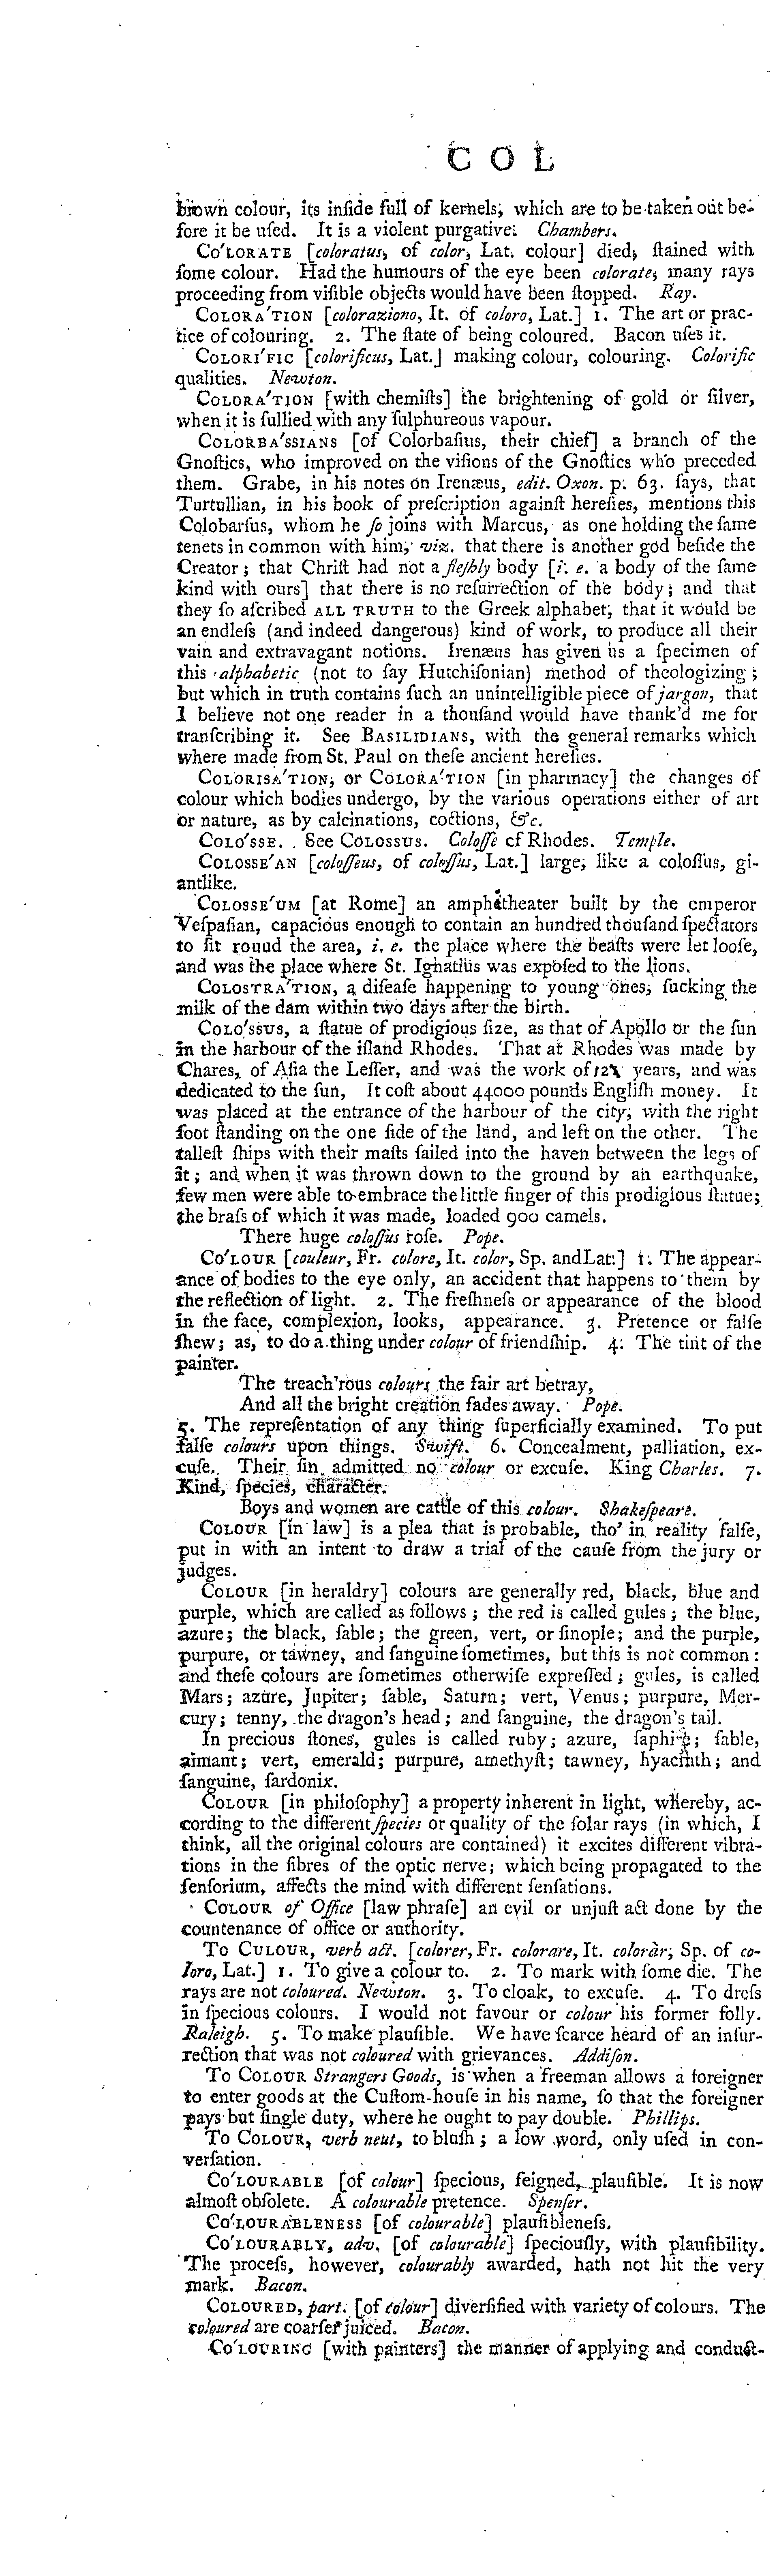 C O L
brown colour, its inſide full of kernels, which are to be taken out be-
fore it be uſed. It is a violent purgative. Chambers.
CO'LORATE [coloratus, of color, Lat. colour] died, ſtained with
ſome colour. Had the humours of the eye been colorate, many rays
proceeding from viſible objects would have been ſtopped. Ray.
COLORA'TION [coloraziono, It. of coloro, Lat.] 1. The art or prac-
tice of colouring. 2. The ſtate of being coloured. Bacon uſes it.
COLORI'FIC [colorificus, Lat.] making colour, colouring. Colorific
qualities. Newton.
COLORA'TION [with chemiſts] the brightening of gold or ſilver,
when it is ſullied with any ſulphureous vapour.
COLORBA'SSIANS [of Colorbaſius, their chief] a branch of the
Gnoſtics, who improved on the viſions of the Gnoſtics who preceded
them. Grabe, in his notes on Irenæus, edit. Oxon. p. 63. ſays, that
Turtullian, in his book of preſcription againſt hereſies, mentions this
Colobarſus, whom he ſo joins with Marcus, as one holding the ſame
tenets in common with him, viz. that there is another god beſide the
Creator; that Chriſt had not a fleſhly body [i. e. a body of the ſame
kind with ours] that there is no reſurrection of the body; and that
they ſo aſcribed ALL TRUTH to the Greek alphabet, that it would be
an endleſs (and indeed dangerous) kind of work, to produce all their
vain and extravagant notions. Irenæus has given us a ſpecimen of
this alphabetic (not to ſay Hutchiſonian) method of theologizing;
but which in truth contains ſuch an unintelligible piece of jargon, that
I believe not one reader in a thouſand would have thank'd me for
tranſcribing it. See BASILIDIANS, with the general remarks which
where made from St. Paul on theſe ancient hereſies.
COLORISA'TION, or COLORA'TION [in pharmacy] the changes of
colour which bodies undergo, by the various operations either of art
or nature, as by calcinations, coctions, &c.
COLO'SSE. See COLOSSUS. Coloſſe of Rhodes. Temple.
COLOSSE'AN [coloſſeus, of coloſſus, Lat.] large, like a coloſſus, gi-
antlike.
COLOSSE'UM [at Rome] an amphitheater built by the emperor
Veſpaſian, capacious enough to contain an hundred thouſand ſpectators
to ſit round the area, i. e. the place where the beaſts were let looſe,
and was the place where St. Ignatius was expoſed to the lions.
COLOSTRA'TION, a diſeaſe happening to young ones, ſucking the
milk of the dam within two days after the birth.
COLO'SSUS, a ſtatue of prodigious ſize, as that of Apollo or the ſun
in the harbour of the iſland Rhodes. That at Rhodes was made by
Chares, of Aſia the Leſſer, and was the work of 12 years, and was
dedicated to the ſun, It coſt about 44000 pounds Engliſh money. It
was placed at the entrance of the harbour of the city, with the right
foot ſtanding on the one ſide of the land, and left on the other. The
talleſt ſhips with their maſts ſailed into the haven between the legs of
it; and when it was thrown down to the ground by an earthquake,
few men were able to embrace the little finger of this prodigious ſtatue;
the braſs of which it was made, loaded 900 camels.
There huge coloſſus roſe. Pope.
CO'LOUR [couleur, Fr. colore, It. color, Sp. and Lat.] 1. The appear-
ance of bodies to the eye only, an accident that happens to them by
the reflection of light. 2. The freſhneſs or appearance of the blood
in the face, complexion, looks, appearance. 3. Pretence or falſe
ſhew; as, to do a thing under colour of friendſhip. 4. The tint of the
painter.
The treach'rous colours the fair art betray,
And all the bright creation fades away. Pope.
5. The repreſentation of any thing ſuperficially examined. To put
falſe colours upon things. Swift. 6. Concealment, palliation, ex-
cuſe. Their ſin admitted no colour or excuſe. King Charles. 7.
Kind, ſpecies, character.
Boys and women are cattle of this colour. Shakeſpeare.
COLOUR [in law] is a plea that is probable, tho' in reality falſe,
put in with an intent to draw a trial of the cauſe from the jury or
judges.
COLOUR [in heraldry] colours are generally red, black, blue and
purple, which are called as follows; the red is called gules; the blue,
azure; the black, ſable; the green, vert, or ſinople; and the purple,
purpure, or tawney, and ſanguine ſometimes, but this is not common:
and theſe colours are ſometimes otherwiſe expreſſed; gules, is called
Mars; azure, Jupiter; ſable, Saturn; vert, Venus; purpure, Mer-
cury; tenny, the dragon's head; and ſanguine, the dragon's tail.
In precious ſtones, gules is called ruby; azure, ſaphire; ſable,
aimant; vert, emerald; purpure, amethyſt; tawney, hyacinth; and
ſanguine, ſardonix.
COLOUR [in philoſophy] a property inherent in light, whereby, ac-
cording to the different ſpecies or quality of the ſolar rays (in which, I
think, all the original colours are contained) it excites different vibra-
tions in the fibres of the optic nerve; which being propagated to the
ſenſorium, affects the mind with different ſenſations.
COLOUR of Office [law phraſe] an evil or unjuſt act done by the
countenance of office or authority.
To CULOUR, verb act. [colorer, Fr. colorare, It. coloràr, Sp. of co-
loro, Lat.] 1. To give a colour to. 2. To mark with ſome die. The
rays are not coloured. Newton. 3. To cloak, to excuſe. 4. To dreſs
in ſpecious colours. I would not favour or colour his former folly.
Raleigh. 5. To make plauſible. We have ſcarce heard of an inſur-
rection that was not coloured with grievances. Addiſon.
To COLOUR Strangers Goods, is when a freeman allows a foreigner
to enter goods at the Cuſtom-houſe in his name, ſo that the foreigner
pays but ſingle duty, where he ought to pay double. Phillips.
To COLOUR, verb neut, to bluſh; a low word, only uſed in con-
verſation.
CO'LOURABLE [of colour] ſpecious, feigned, plauſible. It is now
almoſt obſolete. A colourable pretence. Spenſer.
CO'LOURABLENESS [of colourable] plauſibleneſs.
CO'LOURABLY, adv. [of colourable] ſpeciouſly, with plauſibility.
The proceſs, however, colourably awarded, hath not hit the very
mark. Bacon.
COLOURED, part. [of colour] diverſified with variety of colours. The
coloured are coarſer juiced. Bacon.
CO'LOURING [with painters] the manner of applying and conduct-